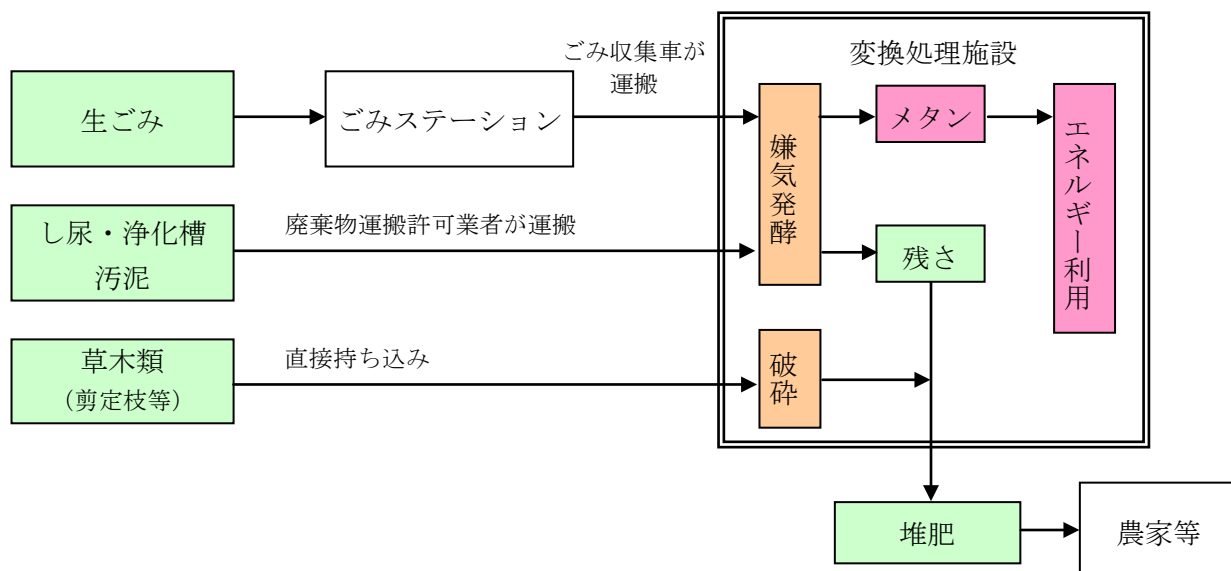 ごみ収集車が
運搬
変換処理施設
生ごみ
ごみステーション
嫌気発酵
メタン
エネルギー利用
し尿・浄化槽
汚泥
廃棄物運搬許可業者が運搬
残さ
草木類
（剪定枝等）
直接持ち込み
破砕
堆肥
農家等